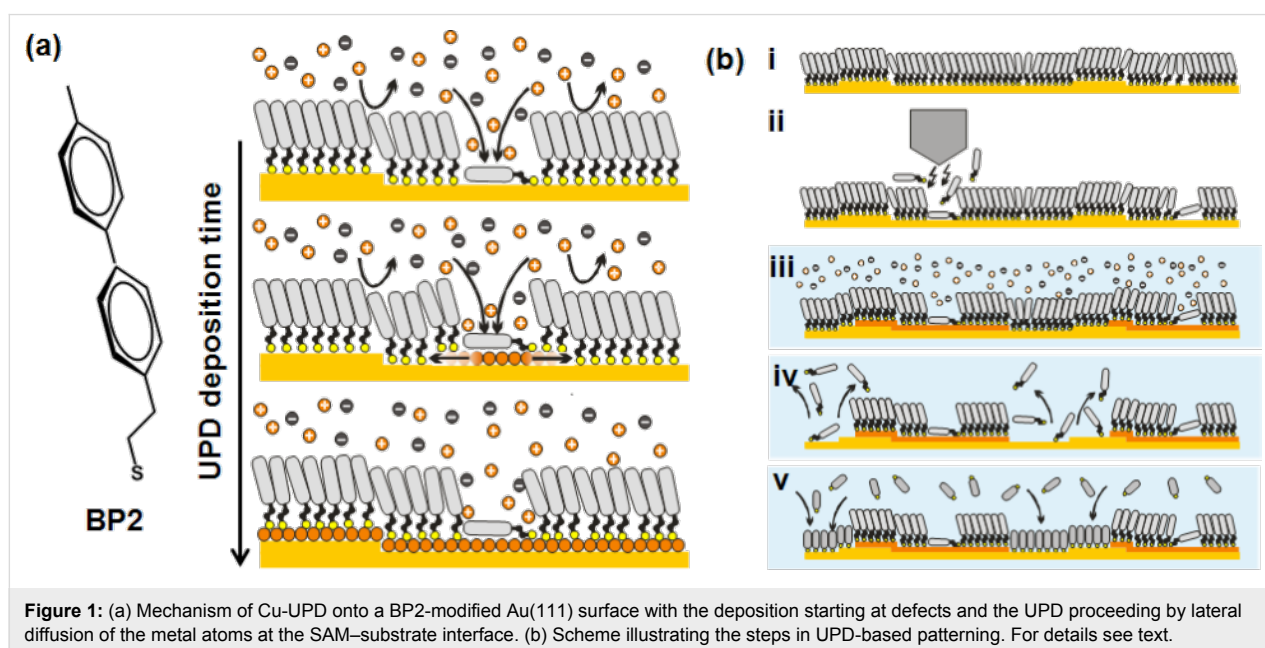 (a)
BP2
S
UPD deposition time
(b)
i
ii
iii
iv
v
Figure 1: (a) Mechanism of Cu-UPD onto a BP2-modified Au(111) surface with the deposition starting at defects and the UPD proceeding by lateral
diffusion of the metal atoms at the SAM–substrate interface. (b) Scheme illustrating the steps in UPD-based patterning. For details see text.